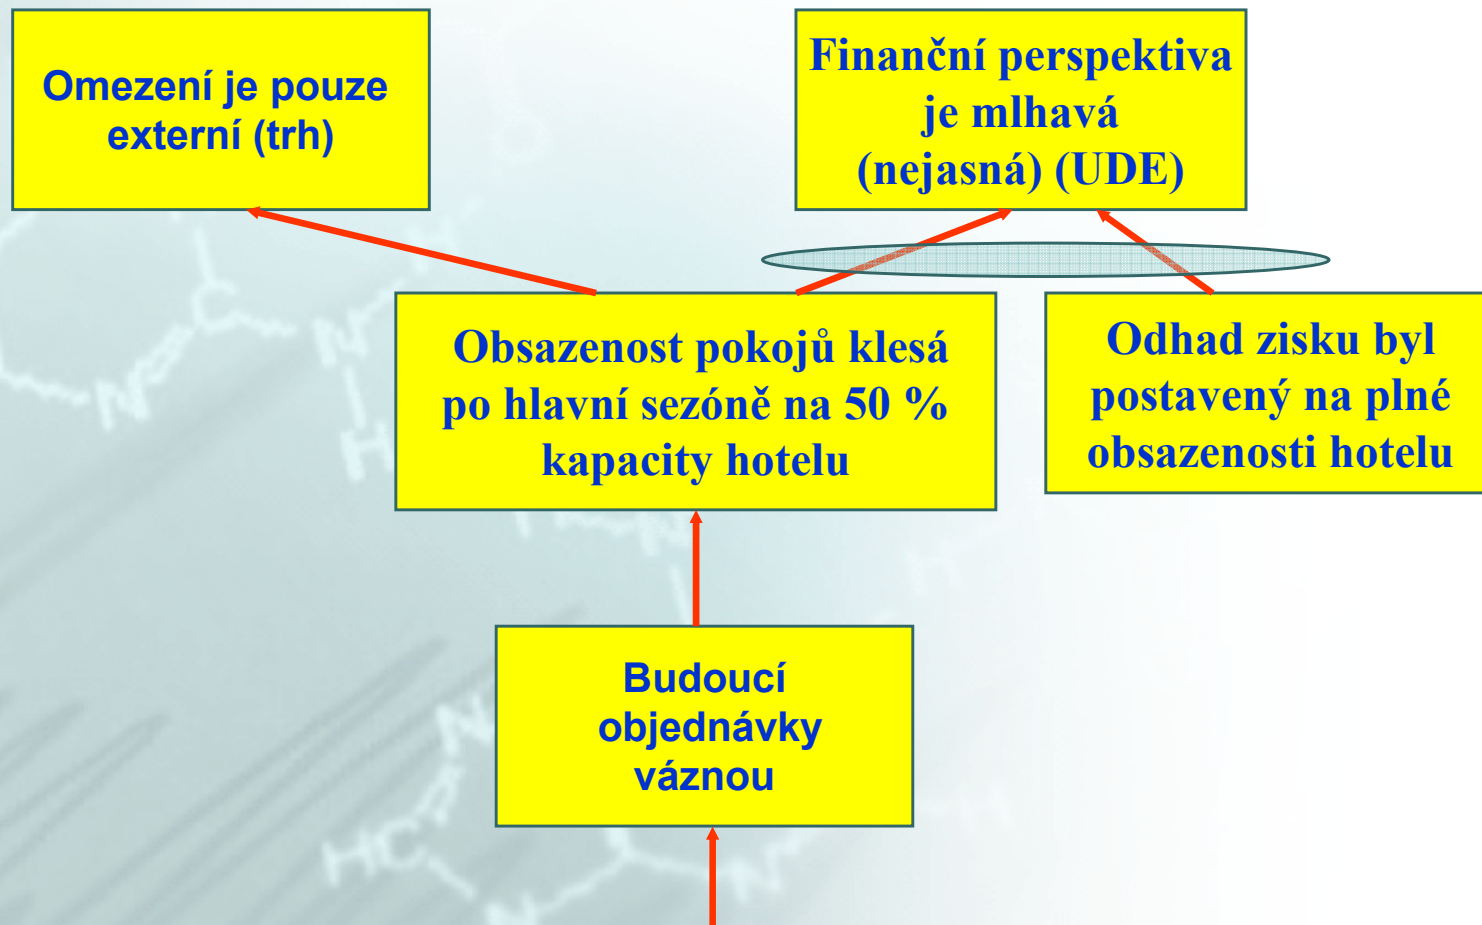 Omezení je pouze
externí (trh)
Finanční perspektiva
je mlhavá
(nejasná) (UDE)
Obsazenost pokojů klesá
po hlavní sezóně na 50 %
kapacity hotelu
Odhad zisku byl
postavený na plné
obsazenosti hotelu
Budoucí
objednávky
váznou